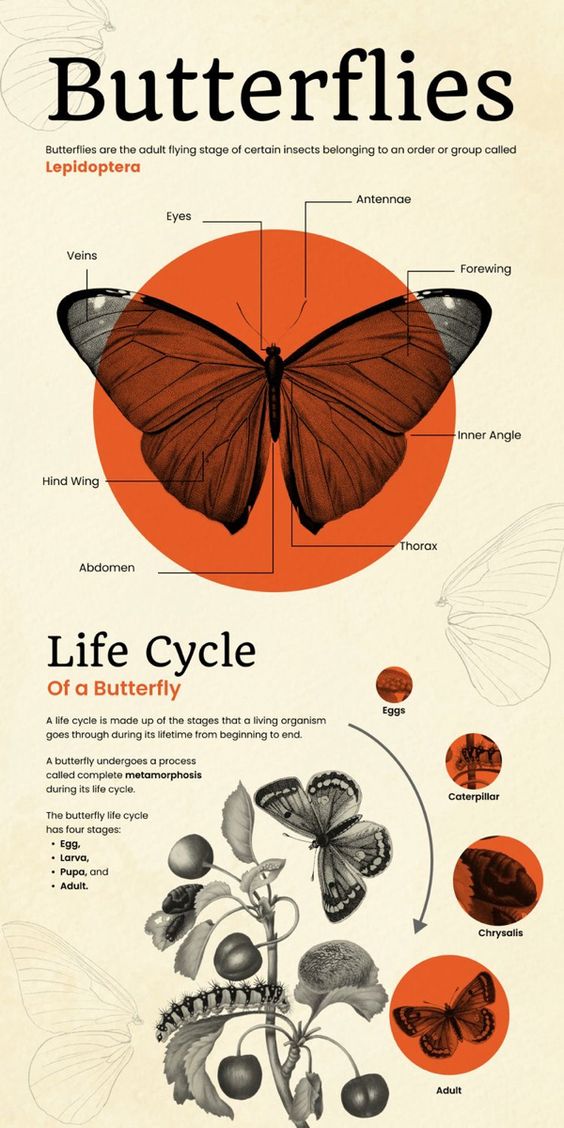 Butterflies
Butterflies are the adult flying stage of certain insects belonging to an order or group called
Lepidoptera
Antennae
Eyes
Veins
Forewing
Inner Angle
Hind Wing
Thorax
Abdomen
Life Cycle
Of a Butterfly
A life cycle is made up of the stages that a living organism
goes through during its lifetime from beginning to end.
A butterfly undergoes a process
called complete metamorphosis
during its life cycle.
The butterfly life cycle
has four stages:
• Egg,
• Larva,
• Pupa, and
• Adult.
Eggs
Caterpillar
Chrysalis
Adult